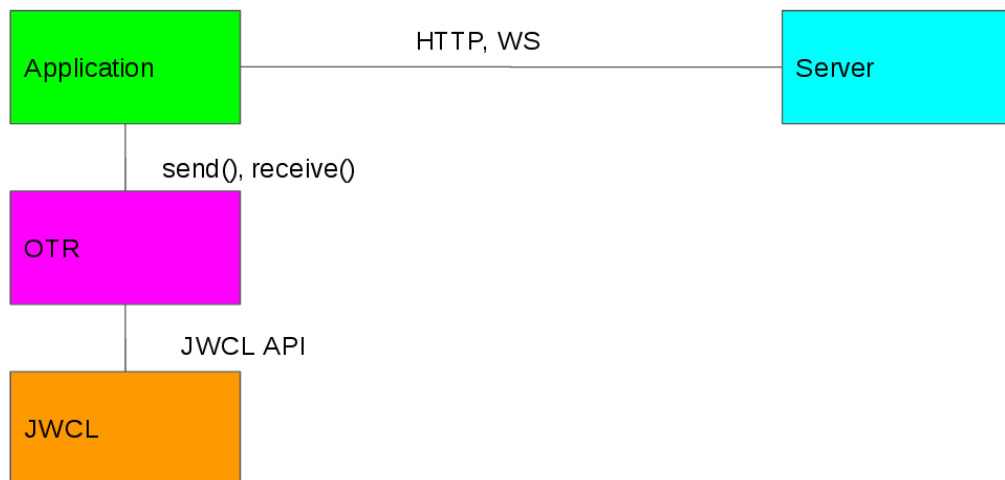 HTTP, WS
Application
Server
send(), receive()
OTR
JWCL API
JWCL